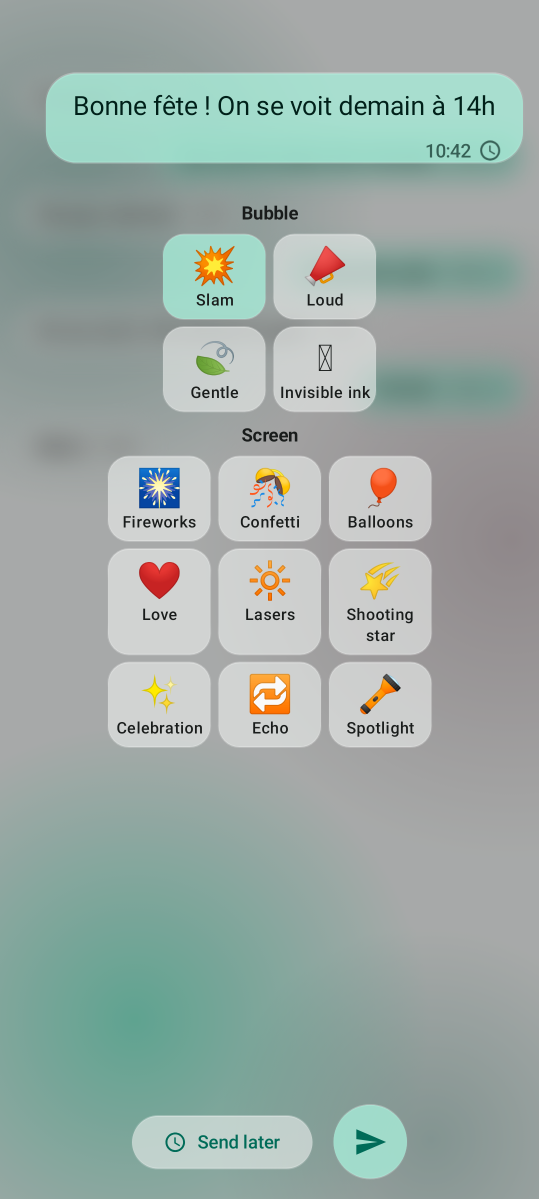 Bonne fête ! On se voit demain à 14h
10:42
Bubble
Slam
Loud
Gentle
Invisible ink
Screen
Fireworks
Confetti
Balloons
Love
Lasers
Shooting
star
Celebration
Echo
Spotlight
Send later